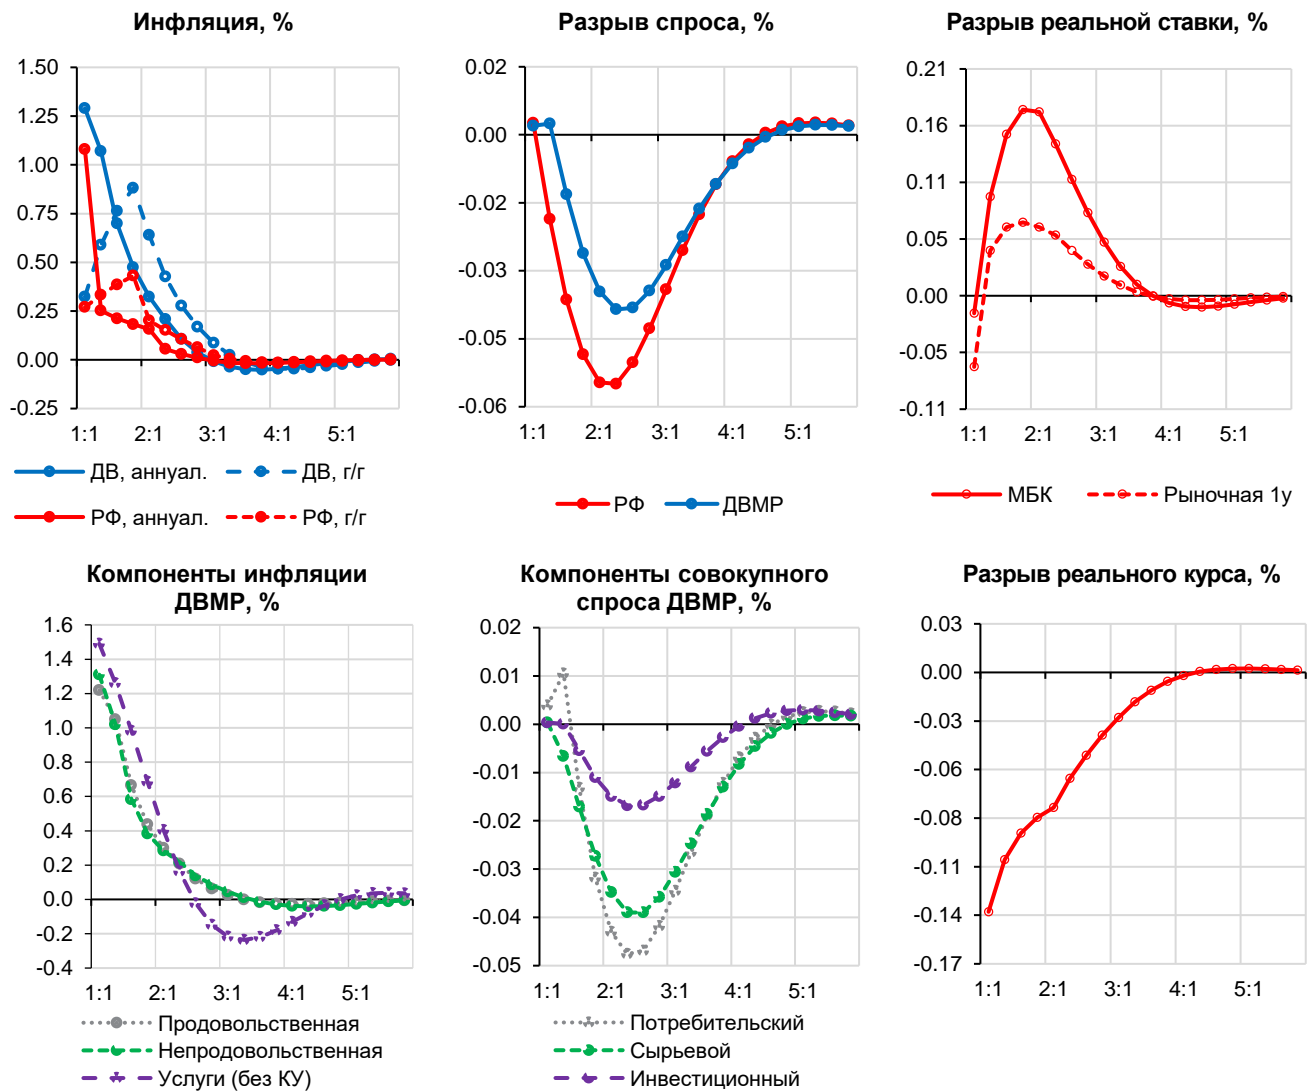 Инфляция, %
1.50
1.25
1.00
0.75
0.50
0.25
0.00
-0.25
1:1 2:1 3:1 4:1 5:1
ДВ, аннуал. ДВ, г/г
РФ, аннуал. РФ, г/г
Разрыв спроса, %
0.02
0.00
-0.02
-0.03
-0.05
-0.06
1:1 2:1 3:1 4:1 5:1
РФ ДВМР
Разрыв реальной ставки, %
0.21
0.16
0.11
0.05
0.00
-0.05
-0.11
1:1 2:1 3:1 4:1 5:1
МБК Рыночная 1y
Компоненты инфляции
ДВМР, %
1.6
1.4
1.2
1.0
0.8
0.6
0.4
0.2
0.0
-0.2
-0.4
1:1 2:1 3:1 4:1 5:1
Продовольственная
Непродовольственная
Услуги (без КУ)
Компоненты совокупного
спроса ДВМР, %
0.02
0.01
0.00
-0.01
-0.02
-0.03
-0.04
-0.05
1:1 2:1 3:1 4:1 5:1
Потребительский
Сырьевой
Инвестиционный
Разрыв реального курса, %
0.03
0.00
-0.03
-0.06
-0.08
-0.11
-0.14
-0.17
1:1 2:1 3:1 4:1 5:1